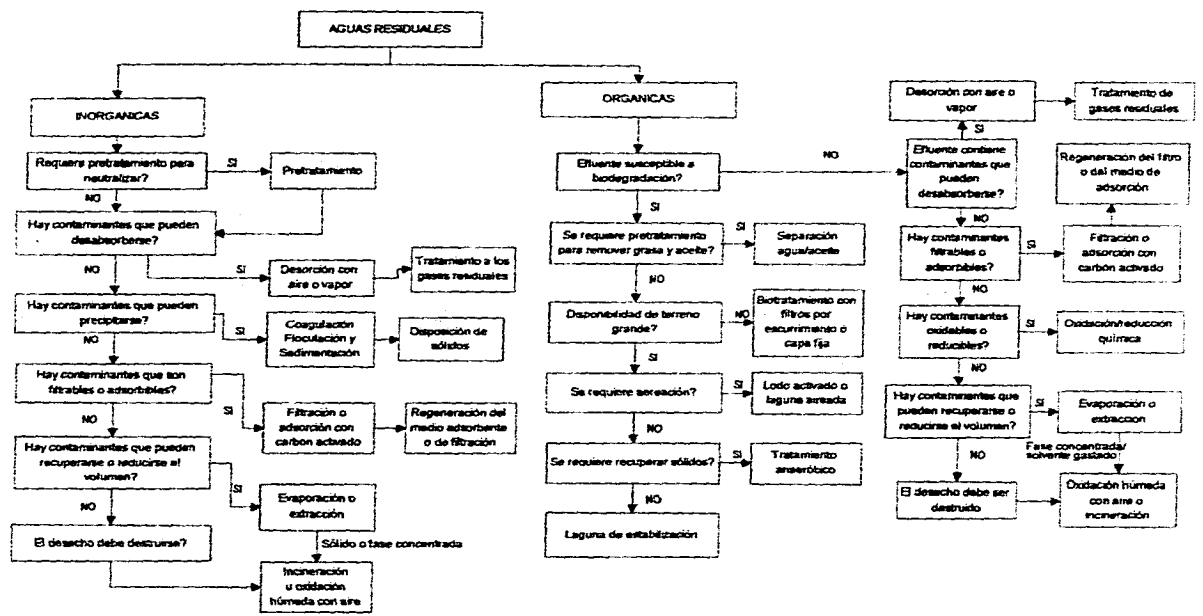 AGUAS RESIDUALES
INORGANICAS
Requiere pretratamiento para
neutralizar?
SI
Pretratamiento
NO
Hay contaminantes que pueden
desabsorberse?
NO
SI
Desorción con
aire o vapor
Tratamiento a los
gases residuales
Hay contaminantes que pueden
precipitarse?
NO
SI
Coagulación
Floculación y
Sedimentación
Disposición de
sólidos
Hay contaminantes que son
filtrables o adsorbibles?
NO
SI
Filtración o
adsorción con
carbón activado
Regeneración del
medio adsorbente
o de filtración
Hay contaminantes que pueden
recuperarse o reducirse el
volumen?
NO
SI
Evaporación o
extracción
Sólido o fase concentrada
El desecho debe destruirse?
Incineración
u oxidación
húmeda con aire
ORGANICAS
Efluente susceptible a
biodegradación?
NO
SI
Se requiere pretratamiento
para remover grasa y aceite?
SI
Separación
agua/aceite
NO
Disponibilidad de terreno
grande?
NO
Biotratamiento con
filtros por
escurrimiento o
capa fija
SI
Se requiere aereación?
SI
Lodo activado o
laguna aireada
NO
Se requiere recuperar sólidos?
SI
Tratamiento
anaeróbico
NO
Laguna de estabilización
Desorción con aire o
vapor
Tratamiento de
gases residuales
SI
Efluente contiene
contaminantes que
pueden
desabsorberse?
Regeneración del filtro
o del medio de
adsorción
NO
Hay contaminantes
filtrables o
adsorbibles?
SI
Filtración o
adsorción con
carbón activado
NO
Hay contaminantes
oxidables o
reducibles?
SI
Oxidación/reducción
química
NO
Hay contaminantes que
pueden recuperarse o
reducirse el volumen?
SI
Evaporación o
extraccion
Fase concentrada/
solvente gastado
NO
El desecho debe ser
destruido
Oxidación húmeda
con aire o
incineración